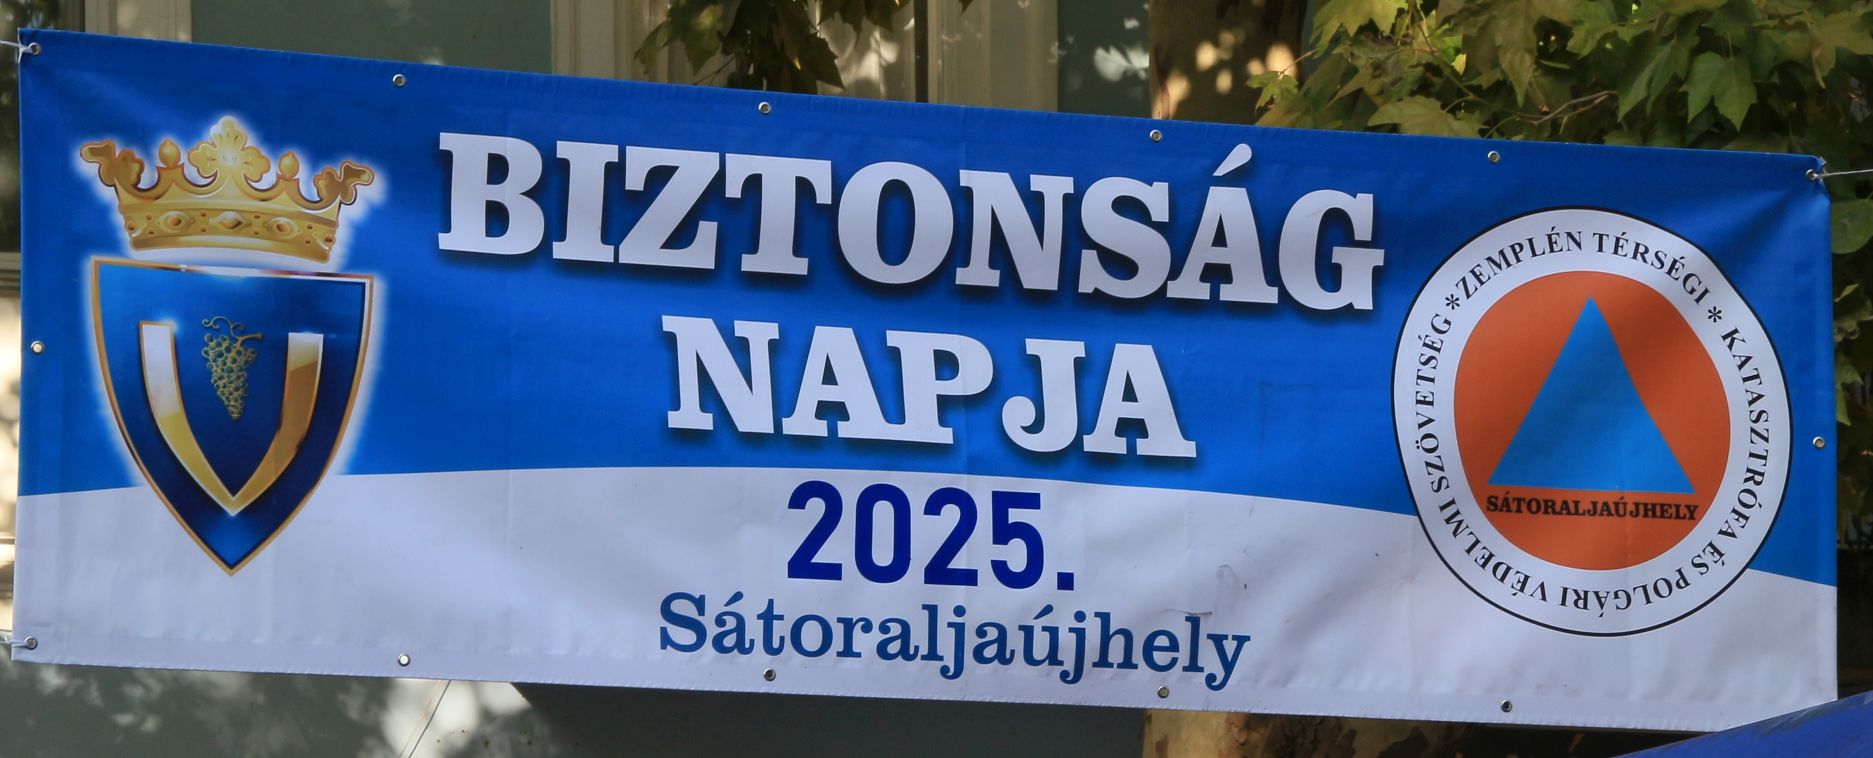 BIZTONSÁG
NAPJA
2025.
Sátoraljaújhely
*ZEMPLÉN TÉRSÉGI * KATASZTRÓFA ÉS POLGÁRI VÉDELMI SZÖVETSÉG
SÁTORALJAÚJHELY